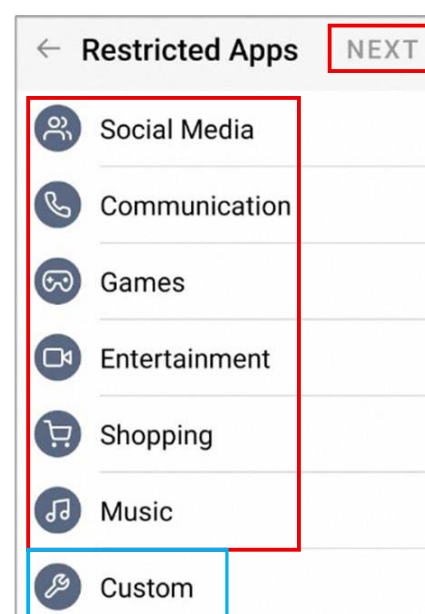 Restricted Apps NEXT
Social Media
Communication
Games
Entertainment
Shopping
Music
Custom